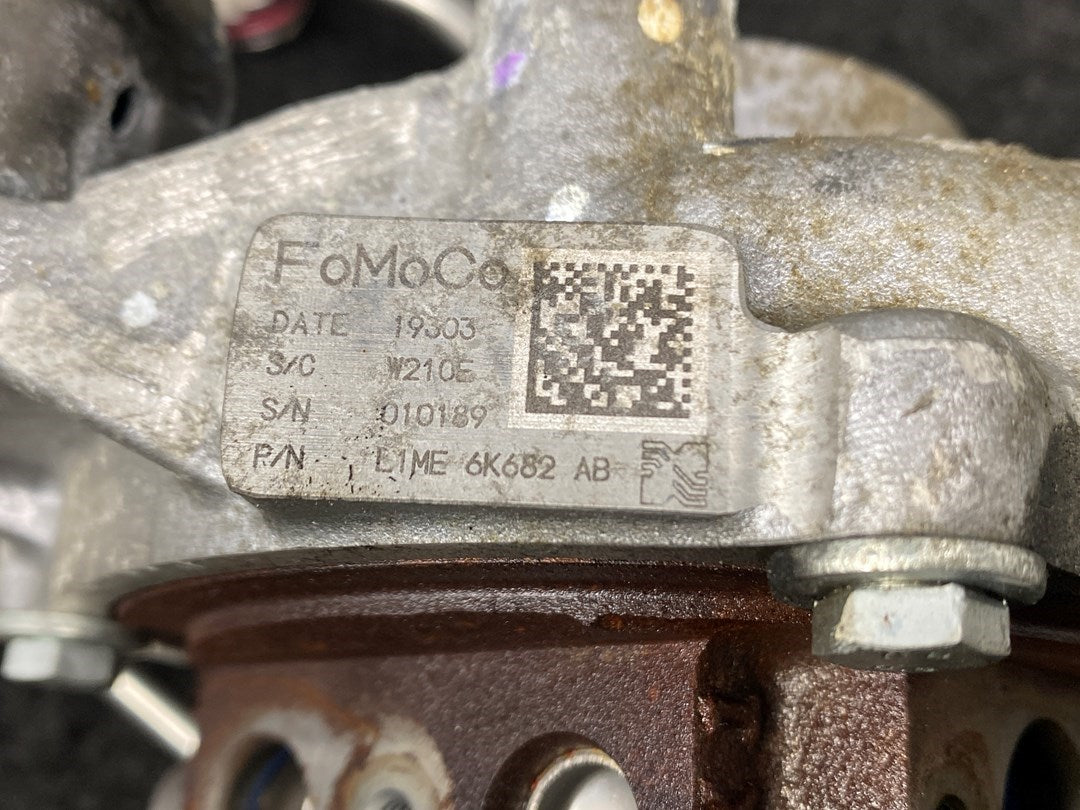 FoMoCo
DATE 19303
S/C W210E
S/N 010189
P/N L1ME 6K682 AB